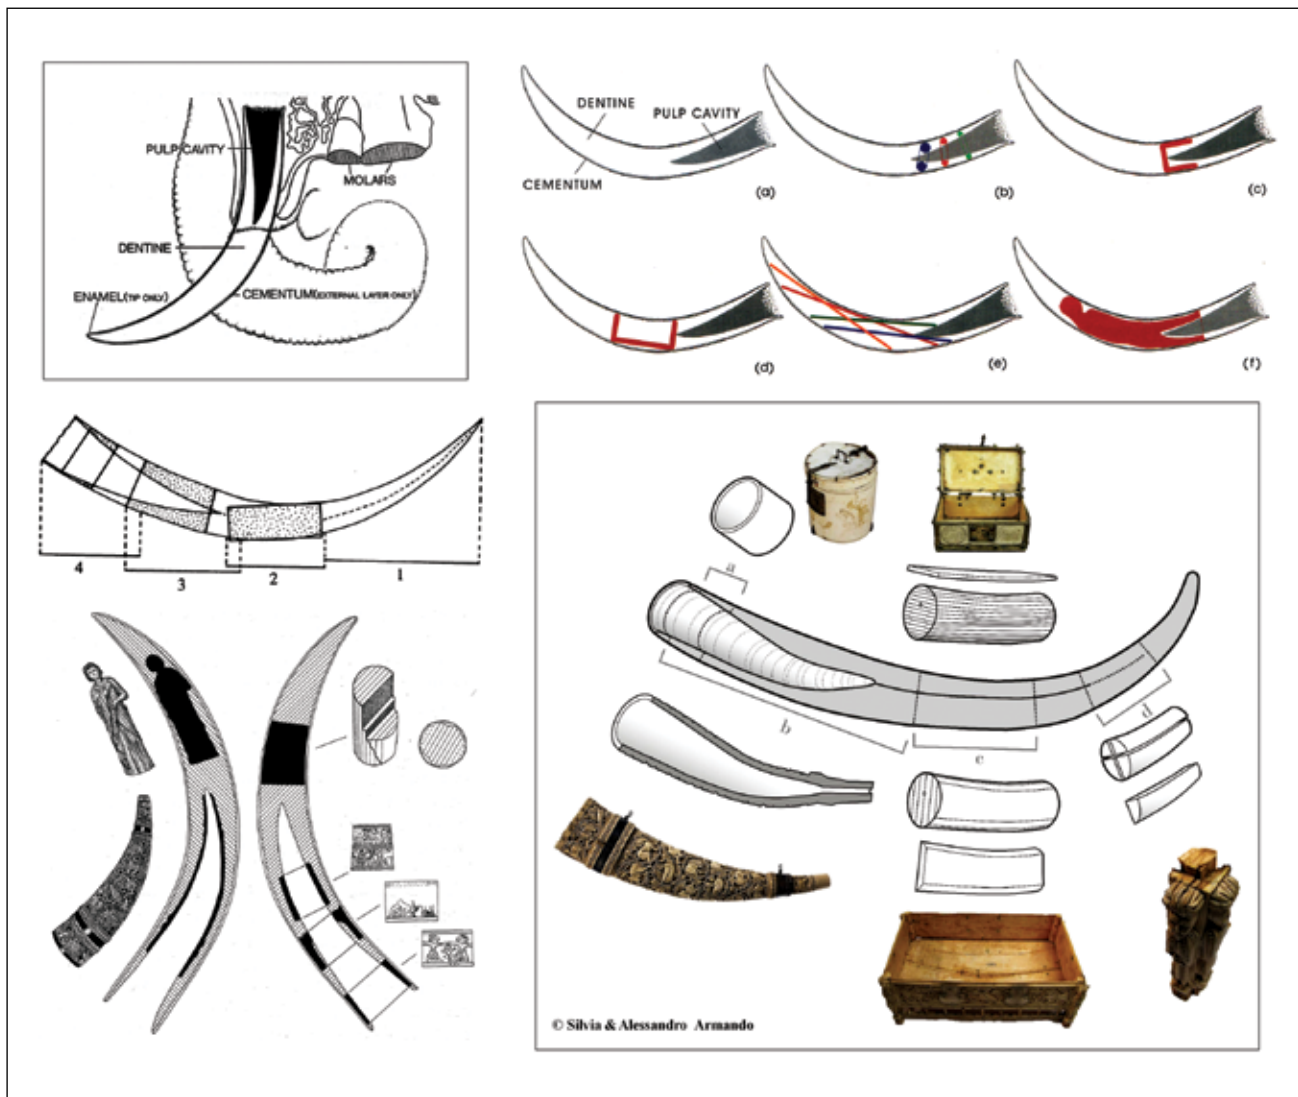 PULP CAVITY
MOLARS
DENTINE
ENAMEL(TIP ONLY)
CEMENTUM(EXTERNAL LAYER ONLY)
DENTINE
PULP CAVITY
CEMENTUM
(a)
(b)
(c)
(d)
(e)
(f)
4
3
2
1
a
b
c
d
© Silvia & Alessandro Armando